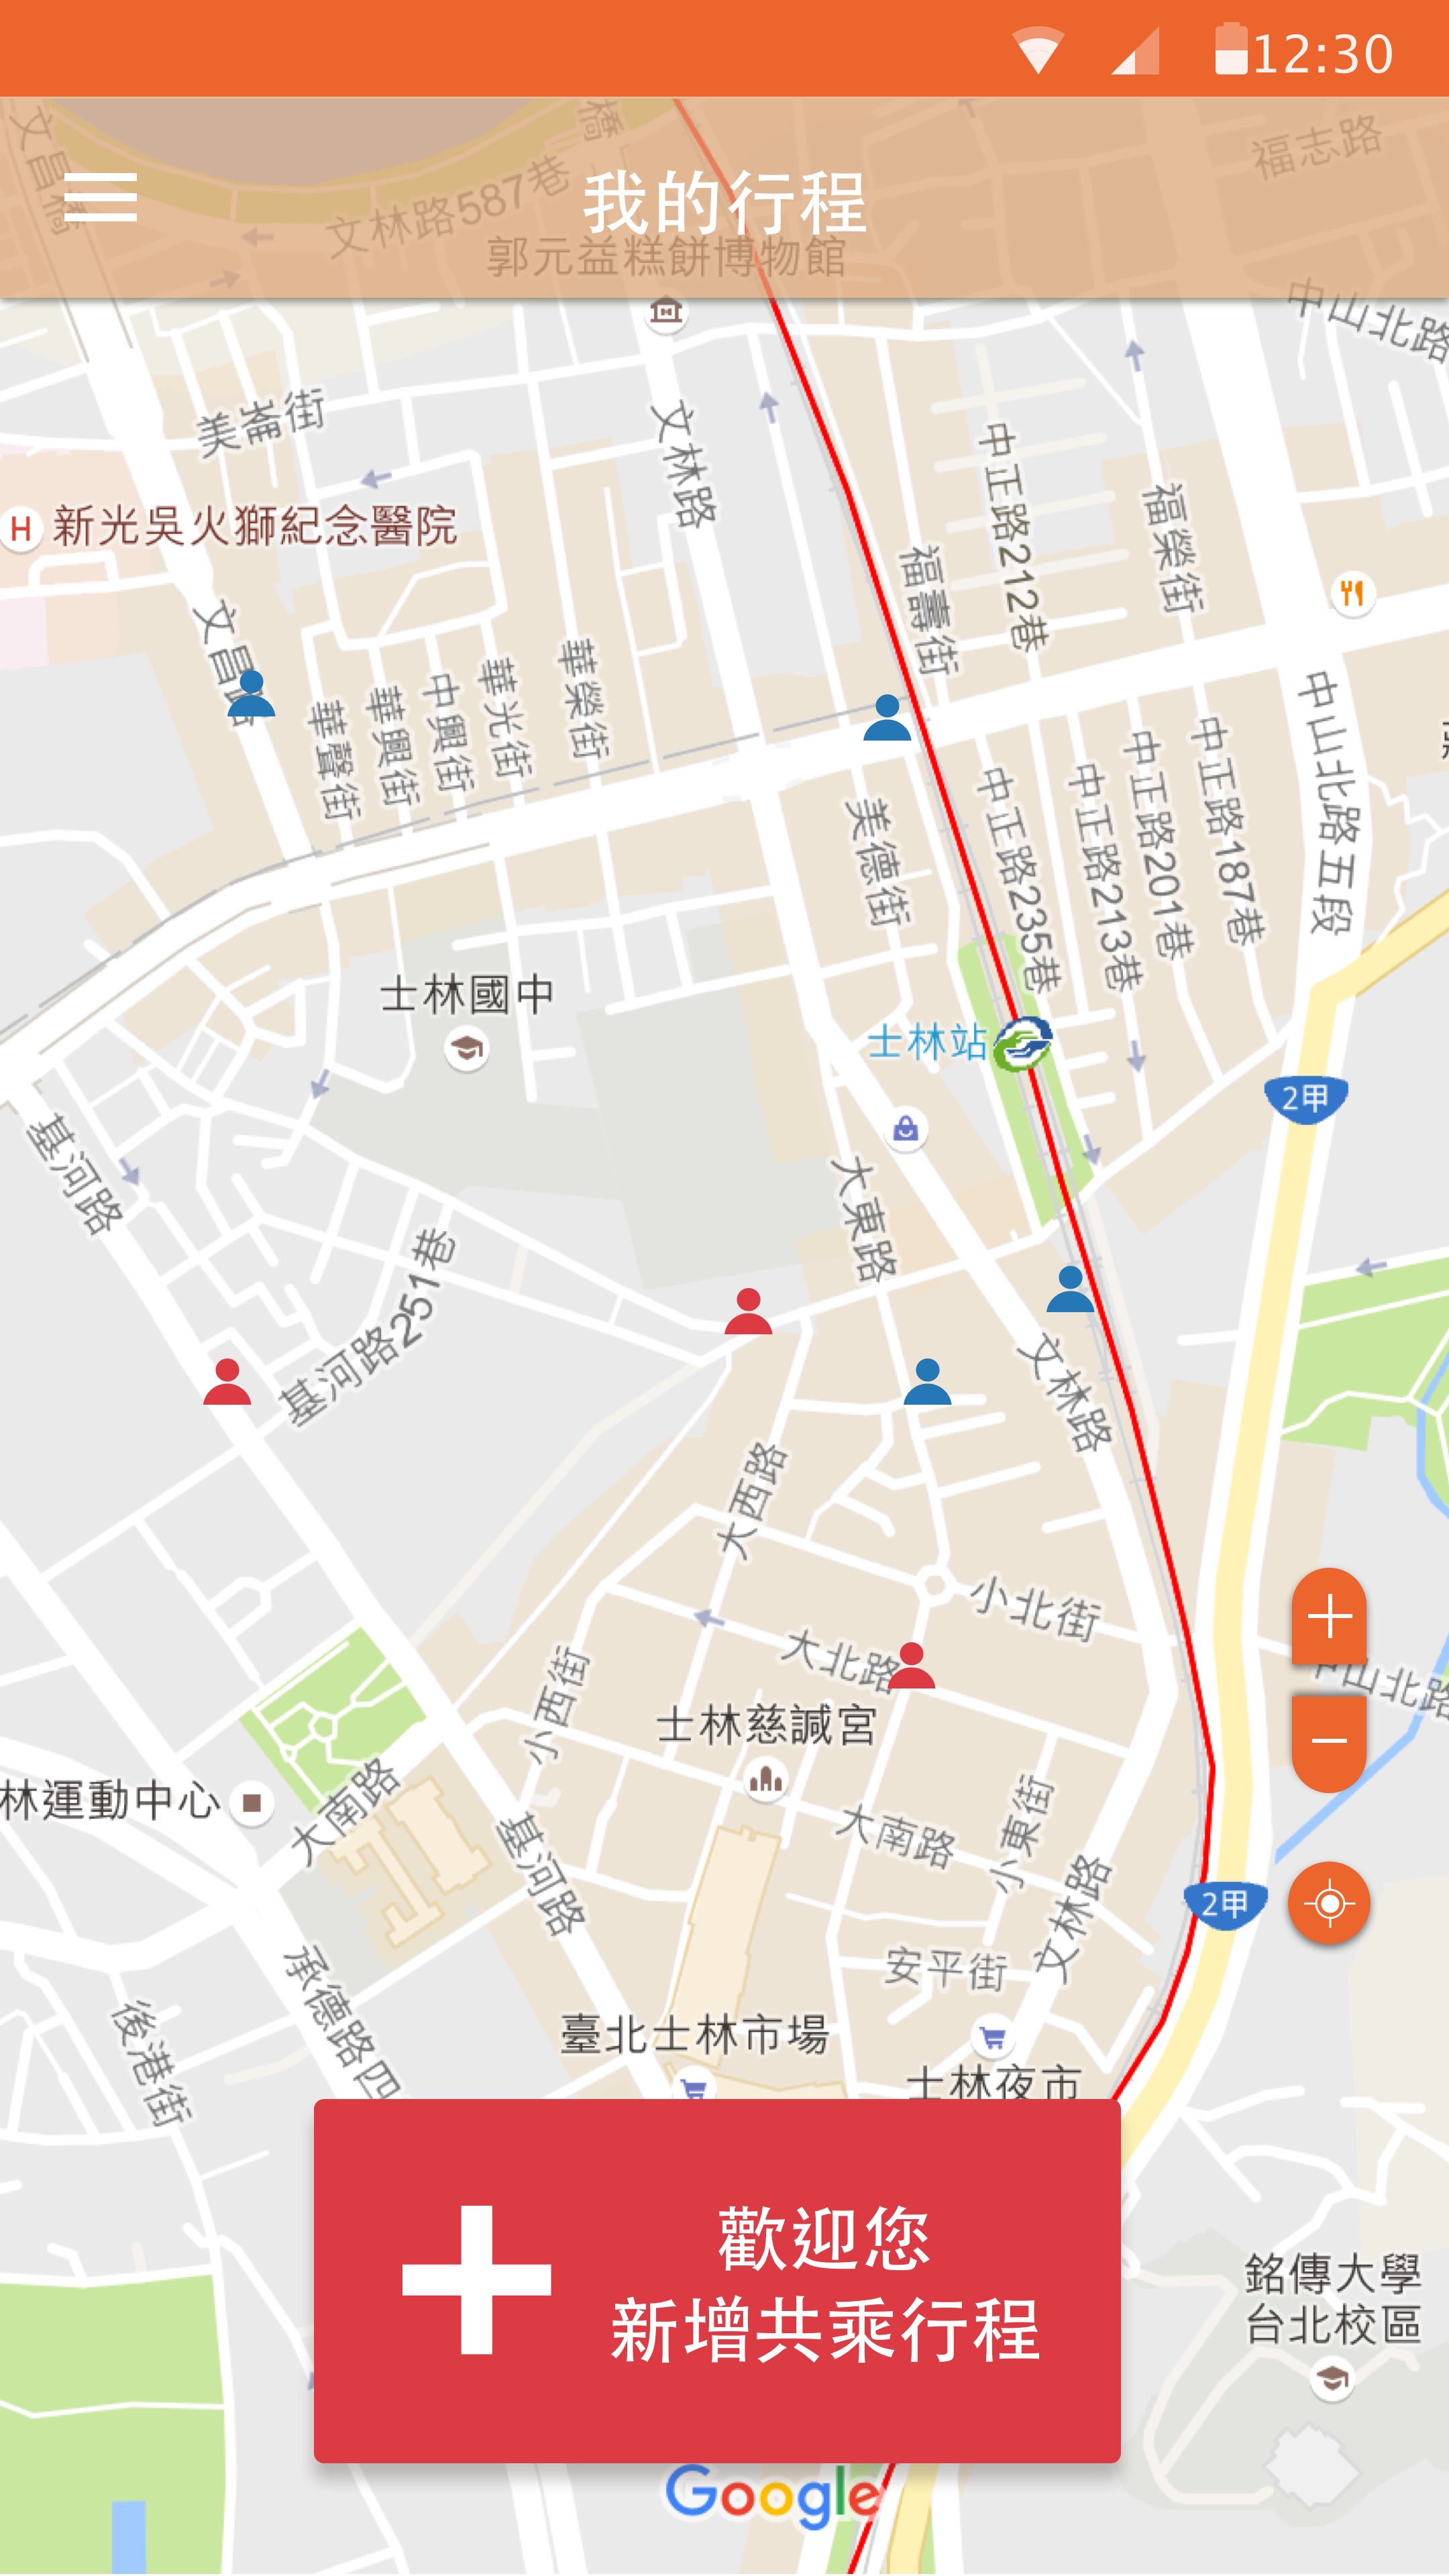 12:30
文昌橋
橋
福志路
文林路587巷
我的行程
郭元益糕餅博物館
中山北路
美崙街
文林路
中正路212巷
福榮街
H 新光吳火獅紀念醫院
福壽街
文昌路
華聲街
華興街
中興街
華光街
華榮街
中山北路五段
美德街
中正路235巷
中正路213巷
中正路201巷
中正路187巷
士林國中
士林站
2甲
基河路
大東路
基河路251巷
文林路
大西路
小北街
大北路
中山北路
小西街
士林慈諴宮
林運動中心
大南路
基河路
大南路
小東街
文林路
2甲
安平街
承德路四
後港街
臺北士林市場
士林夜市
歡迎您
新增共乘行程
銘傳大學
台北校區
Google